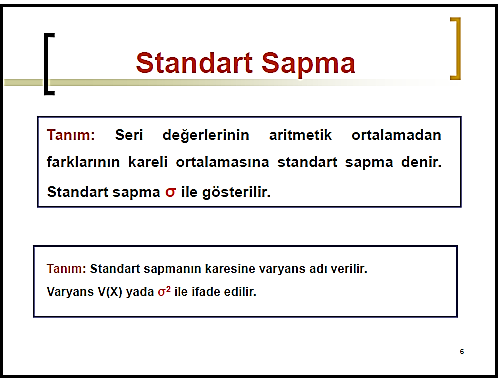 Standart Sapma
Tanım: Seri değerlerinin aritmetik ortalamadan
farklarının kareli ortalamasına standart sapma denir.
Standart sapma σ ile gösterilir.
Tanım: Standart sapmanın karesine varyans adı verilir.
Varyans V(X) yada σ² ile ifade edilir.
6